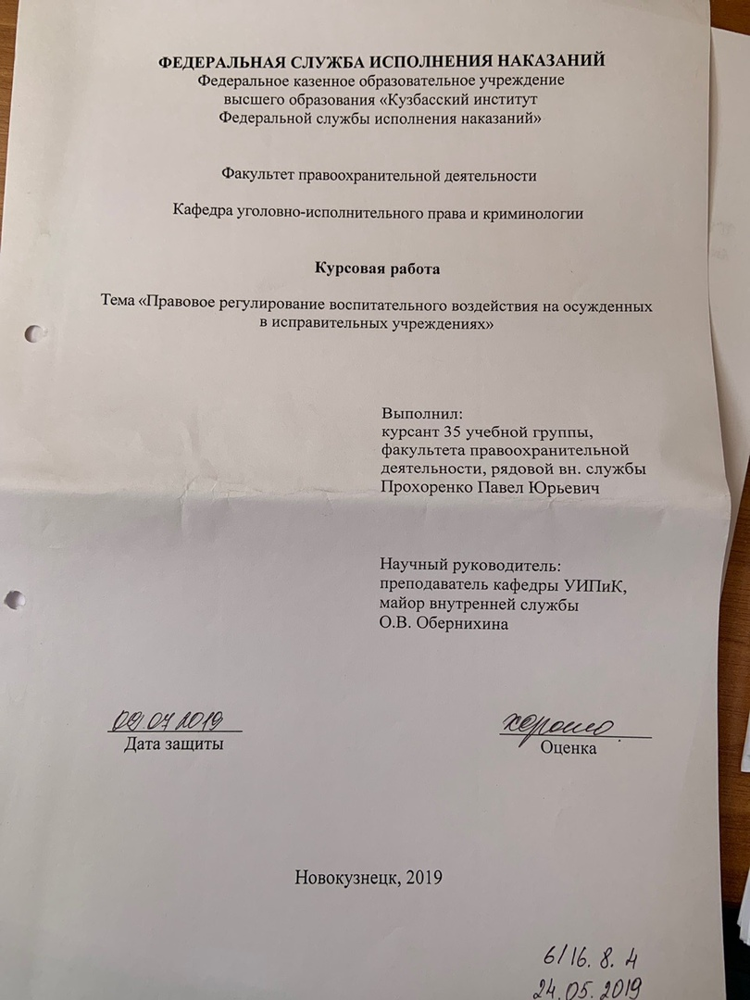 ФЕДЕРАЛЬНАЯ СЛУЖБА ИСПОЛНЕНИЯ НАКАЗАНИЙ
Федеральное казенное образовательное учреждение
высшего образования «Кузбасский институт
Федеральной службы исполнения наказаний»
Факультет правоохранительной деятельности
Кафедра уголовно-исполнительного права и криминологии
Курсовая работа
Тема «Правовое регулирование воспитательного воздействия на осужденных
в исправительных учреждениях»
Выполнил:
курсант 35 учебной группы,
факультета правоохранительной
деятельности, рядовой вн. службы
Прохоренко Павел Юрьевич
Научный руководитель:
преподаватель кафедры УИПиК,
майор внутренней службы
О.В. Обернихина
09.07.2019 хорошо
Дата защиты Оценка
Новокузнецк, 2019
6/16. 8. 4
24.05.2019